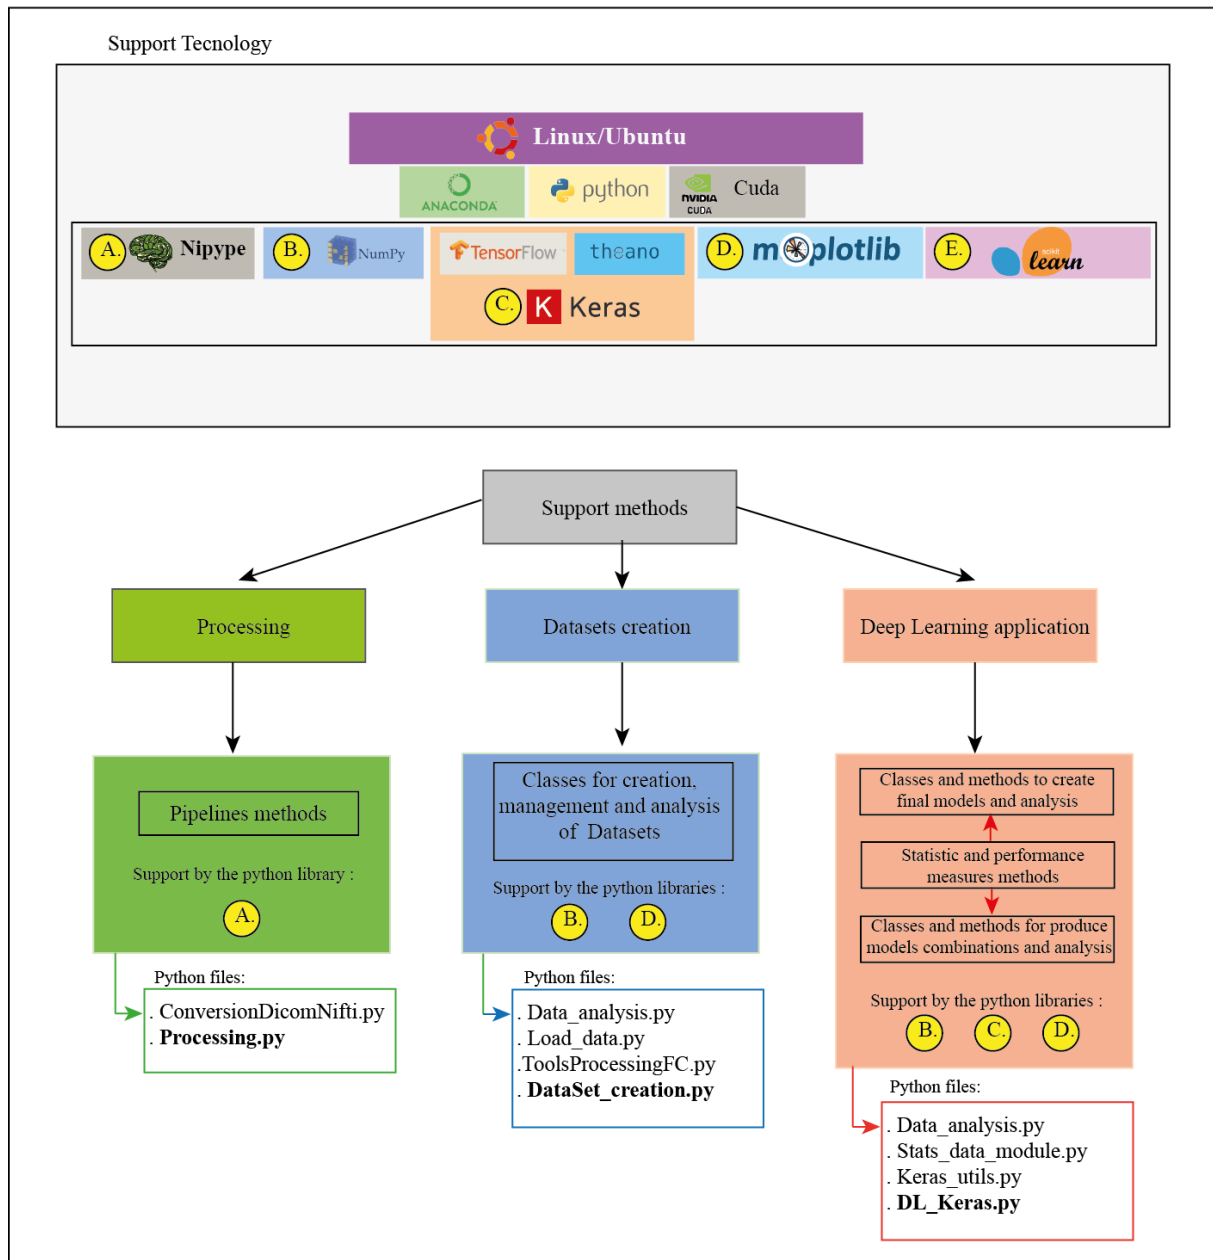 Support Tecnology
Linux/Ubuntu
ANACONDA
python
NVIDIA
CUDA
Cuda
A.
Nipype
B.
NumPy
TensorFlow
theano
C.
K
Keras
D.
m plotlib
E.
scikit
learn
Support methods
Processing
Datasets creation
Deep Learning application
Pipelines methods
Support by the python library :
A.
Python files:
. ConversionDicomNifti.py
. Processing.py
Classes for creation,
management and analysis
of Datasets
Support by the python libraries :
B.
D.
Python files:
. Data_analysis.py
. Load_data.py
.ToolsProcessingFC.py
. DataSet_creation.py
Classes and methods to create
final models and analysis
Statistic and performance
measures methods
Classes and methods for produce
models combinations and analysis
Support by the python libraries :
B.
C.
D.
Python files:
. Data_analysis.py
. Stats_data_module.py
. Keras_utils.py
. DL_Keras.py